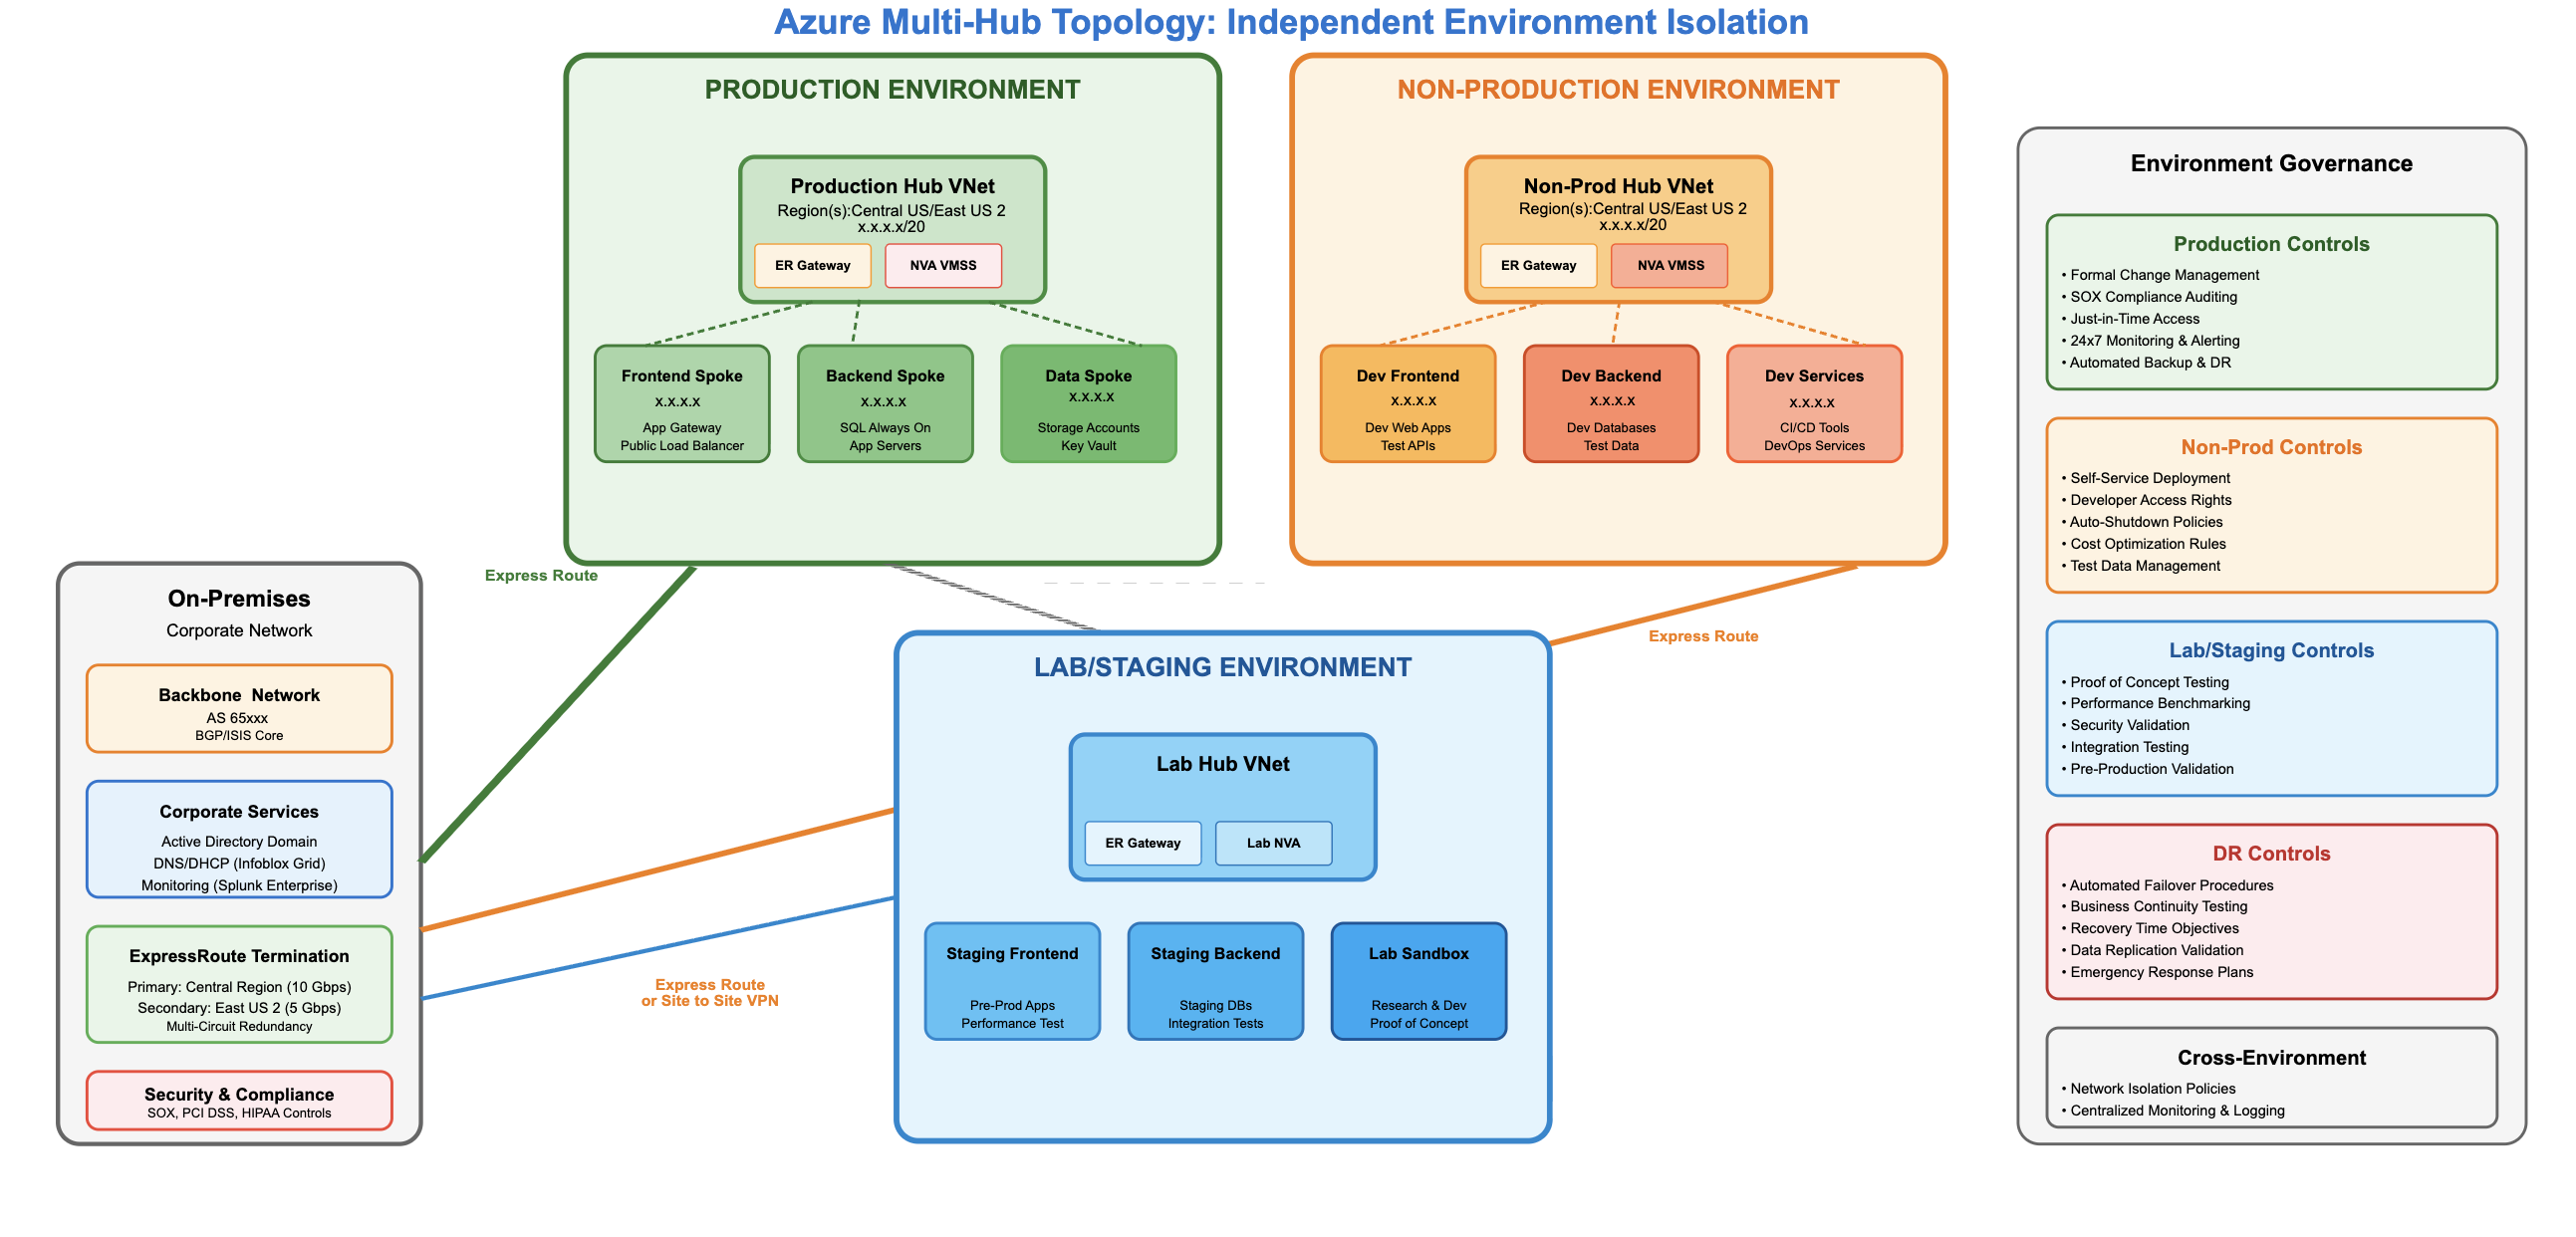 Azure Multi-Hub Topology: Independent Environment Isolation
PRODUCTION ENVIRONMENT
Production Hub VNet
Region(s):Central US/East US 2
x.x.x.x/20
ER Gateway
NVA VMSS
Frontend Spoke
x.x.x.x
App Gateway
Public Load Balancer
Backend Spoke
x.x.x.x
SQL Always On
App Servers
Data Spoke
x.x.x.x
Storage Accounts
Key Vault
NON-PRODUCTION ENVIRONMENT
Non-Prod Hub VNet
Region(s):Central US/East US 2
x.x.x.x/20
ER Gateway
NVA VMSS
Dev Frontend
x.x.x.x
Dev Web Apps
Test APIs
Dev Backend
x.x.x.x
Dev Databases
Test Data
Dev Services
x.x.x.x
CI/CD Tools
DevOps Services
Express Route
Express Route
On-Premises
Corporate Network
Backbone  Network
AS 65xxx
BGP/ISIS Core
Corporate Services
Active Directory Domain
DNS/DHCP (Infoblox Grid)
Monitoring (Splunk Enterprise)
ExpressRoute Termination
Primary: Central Region (10 Gbps)
Secondary: East US 2 (5 Gbps)
Multi-Circuit Redundancy
Security & Compliance
SOX, PCI DSS, HIPAA Controls
Express Route
or Site to Site VPN
LAB/STAGING ENVIRONMENT
Lab Hub VNet
ER Gateway
Lab NVA
Staging Frontend
Pre-Prod Apps
Performance Test
Staging Backend
Staging DBs
Integration Tests
Lab Sandbox
Research & Dev
Proof of Concept
Environment Governance
Production Controls
• Formal Change Management
• SOX Compliance Auditing
• Just-in-Time Access
• 24x7 Monitoring & Alerting
• Automated Backup & DR
Non-Prod Controls
• Self-Service Deployment
• Developer Access Rights
• Auto-Shutdown Policies
• Cost Optimization Rules
• Test Data Management
Lab/Staging Controls
• Proof of Concept Testing
• Performance Benchmarking
• Security Validation
• Integration Testing
• Pre-Production Validation
DR Controls
• Automated Failover Procedures
• Business Continuity Testing
• Recovery Time Objectives
• Data Replication Validation
• Emergency Response Plans
Cross-Environment
• Network Isolation Policies
• Centralized Monitoring & Logging